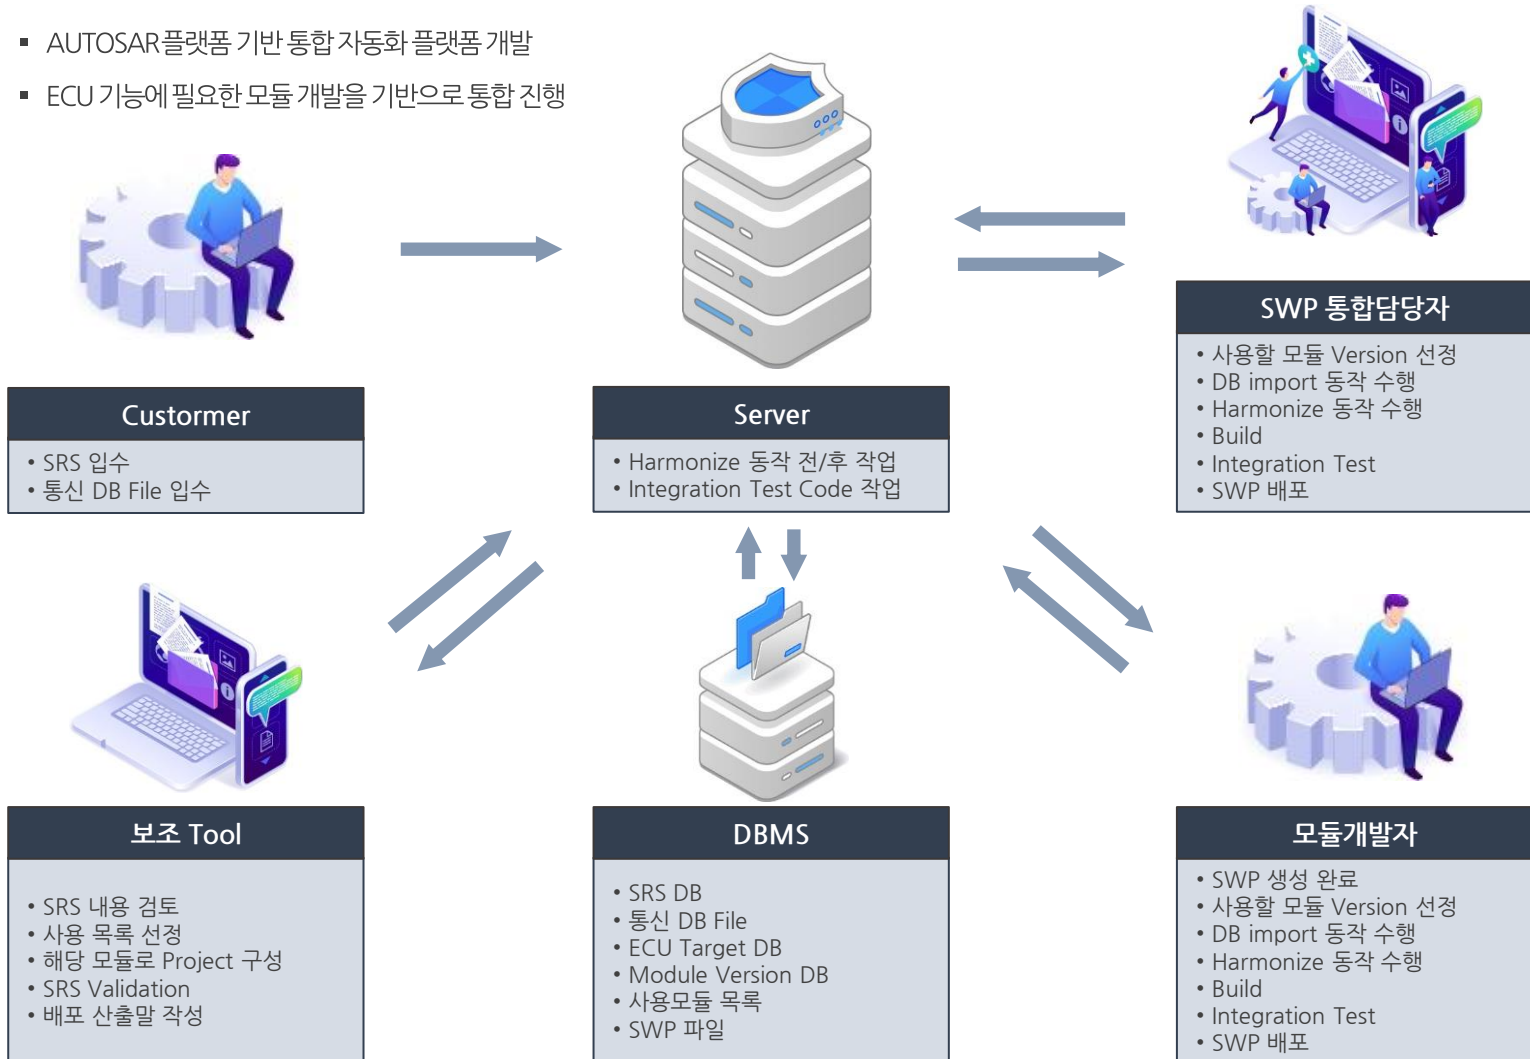 ▪ AUTOSAR플랫폼 기반 통합 자동화 플랫폼 개발
▪ ECU 기능에 필요한 모듈 개발을 기반으로 통합 진행
Custormer
• SRS 입수
• 통신 DB File 입수
Server
• Harmonize 동작 전/후 작업
• Integration Test Code 작업
SWP 통합담당자
• 사용할 모듈 Version 선정
• DB import 동작 수행
• Harmonize 동작 수행
• Build
• Integration Test
• SWP 배포
보조 Tool
• SRS 내용 검토
• 사용 목록 선정
• 해당 모듈로 Project 구성
• SRS Validation
• 배포 산출말 작성
DBMS
• SRS DB
• 통신 DB File
• ECU Target DB
• Module Version DB
• 사용모듈 목록
• SWP 파일
모듈개발자
• SWP 생성 완료
• 사용할 모듈 Version 선정
• DB import 동작 수행
• Harmonize 동작 수행
• Build
• Integration Test
• SWP 배포